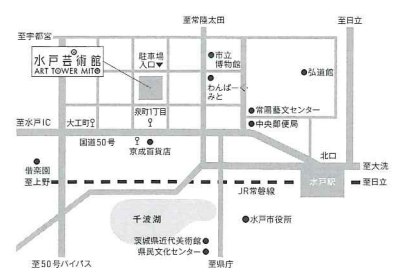 至常陸太田
至日立
至宇都宮
水戸芸術館
ART TOWER MITO
駐車場
入口▼
市立
博物館
弘道館
わんぱーく
みと
泉町1丁目
常陽藝文センター
中央郵便局
至水戸IC
大工町
国道50号
京成百貨店
北口
至大洗
偕楽園
至上野
JR常磐線
水戸駅
至日立
千波湖
水戸市役所
茨城県近代美術館
県民文化センター
至50号バイパス
至県庁